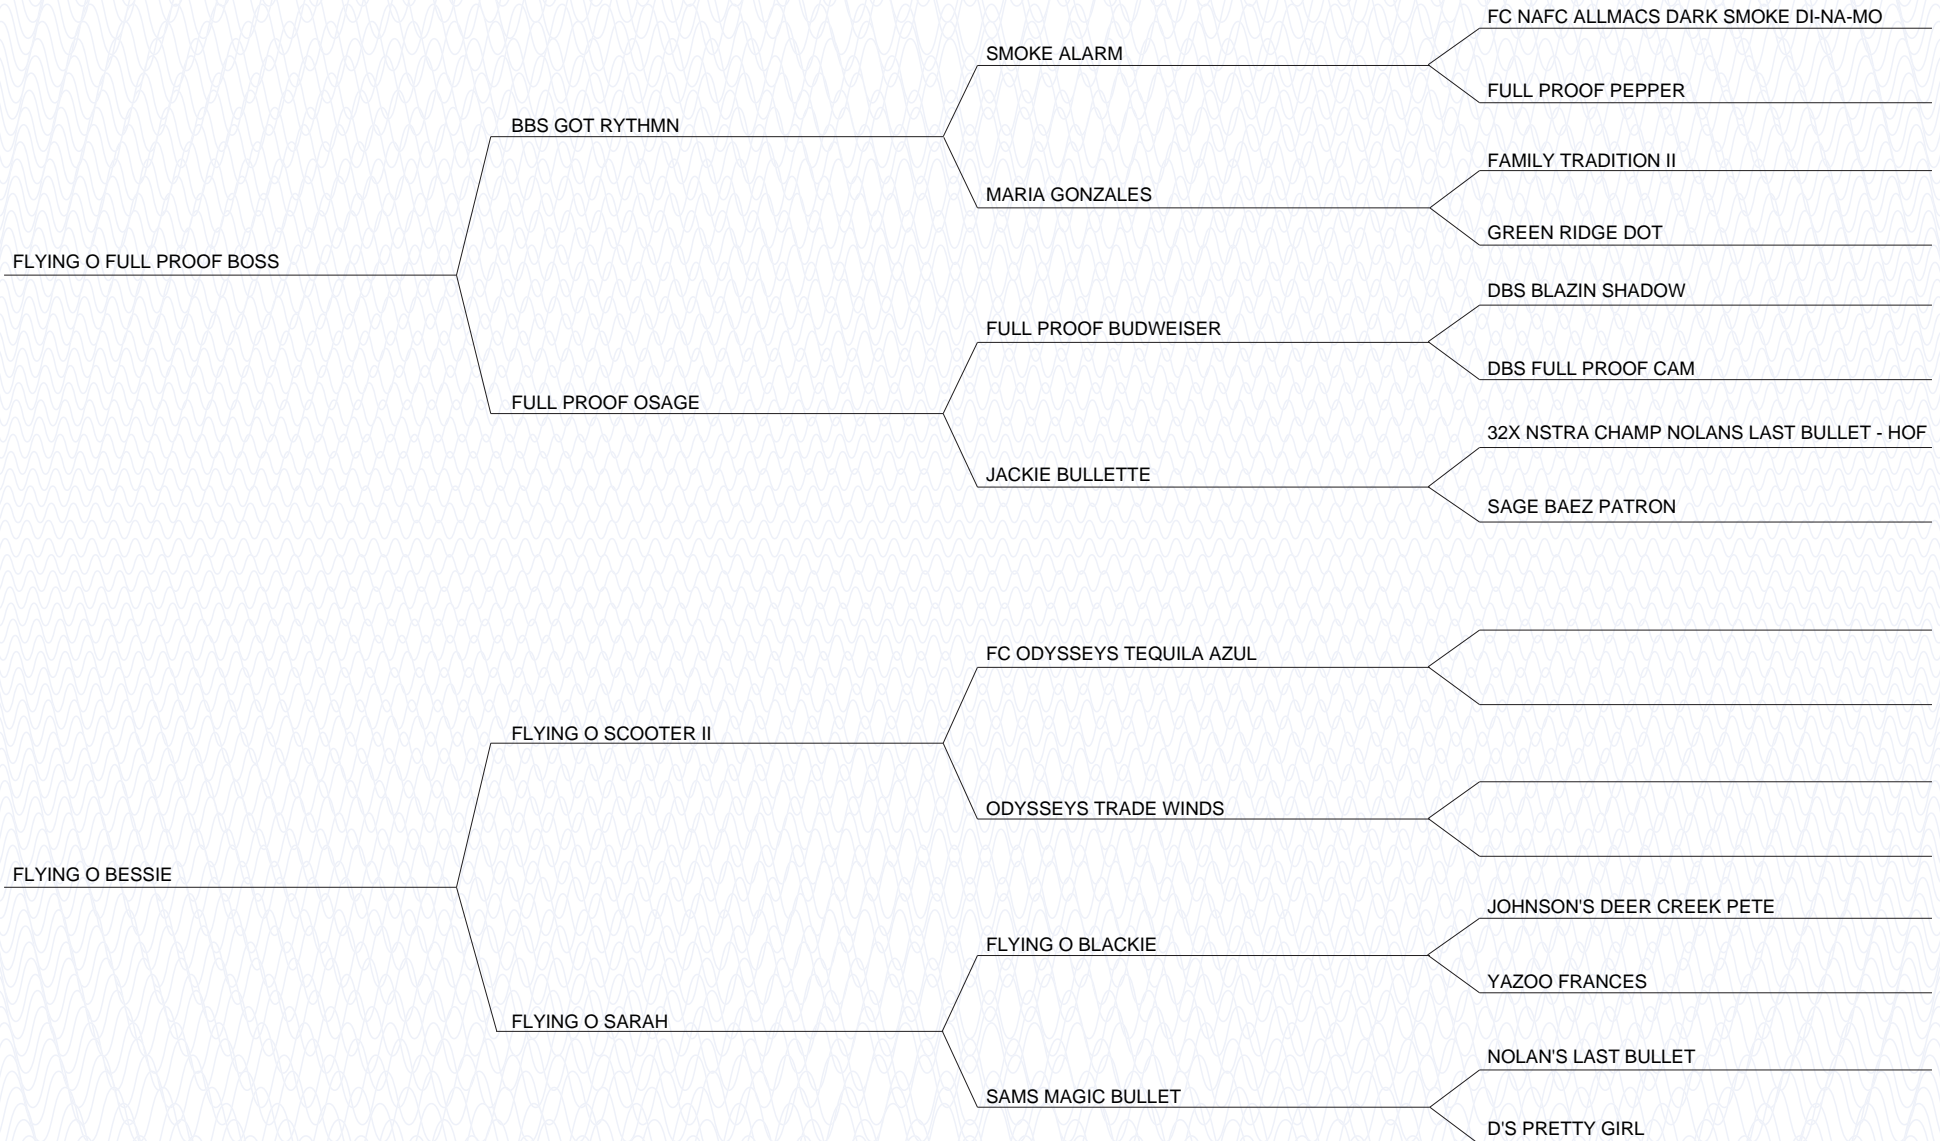 FC NAFC ALLMACS DARK SMOKE DI-NA-MO
SMOKE ALARM
FULL PROOF PEPPER
BBS GOT RYTHMN
FAMILY TRADITION II
MARIA GONZALES
GREEN RIDGE DOT
FLYING O FULL PROOF BOSS
DBS BLAZIN SHADOW
FULL PROOF BUDWEISER
DBS FULL PROOF CAM
FULL PROOF OSAGE
32X NSTRA CHAMP NOLANS LAST BULLET - HOF
JACKIE BULLETTE
SAGE BAEZ PATRON
FC ODYSSEYS TEQUILA AZUL
FLYING O SCOOTER II
ODYSSEYS TRADE WINDS
FLYING O BESSIE
JOHNSON'S DEER CREEK PETE
FLYING O BLACKIE
YAZOO FRANCES
FLYING O SARAH
NOLAN'S LAST BULLET
SAMS MAGIC BULLET
D'S PRETTY GIRL